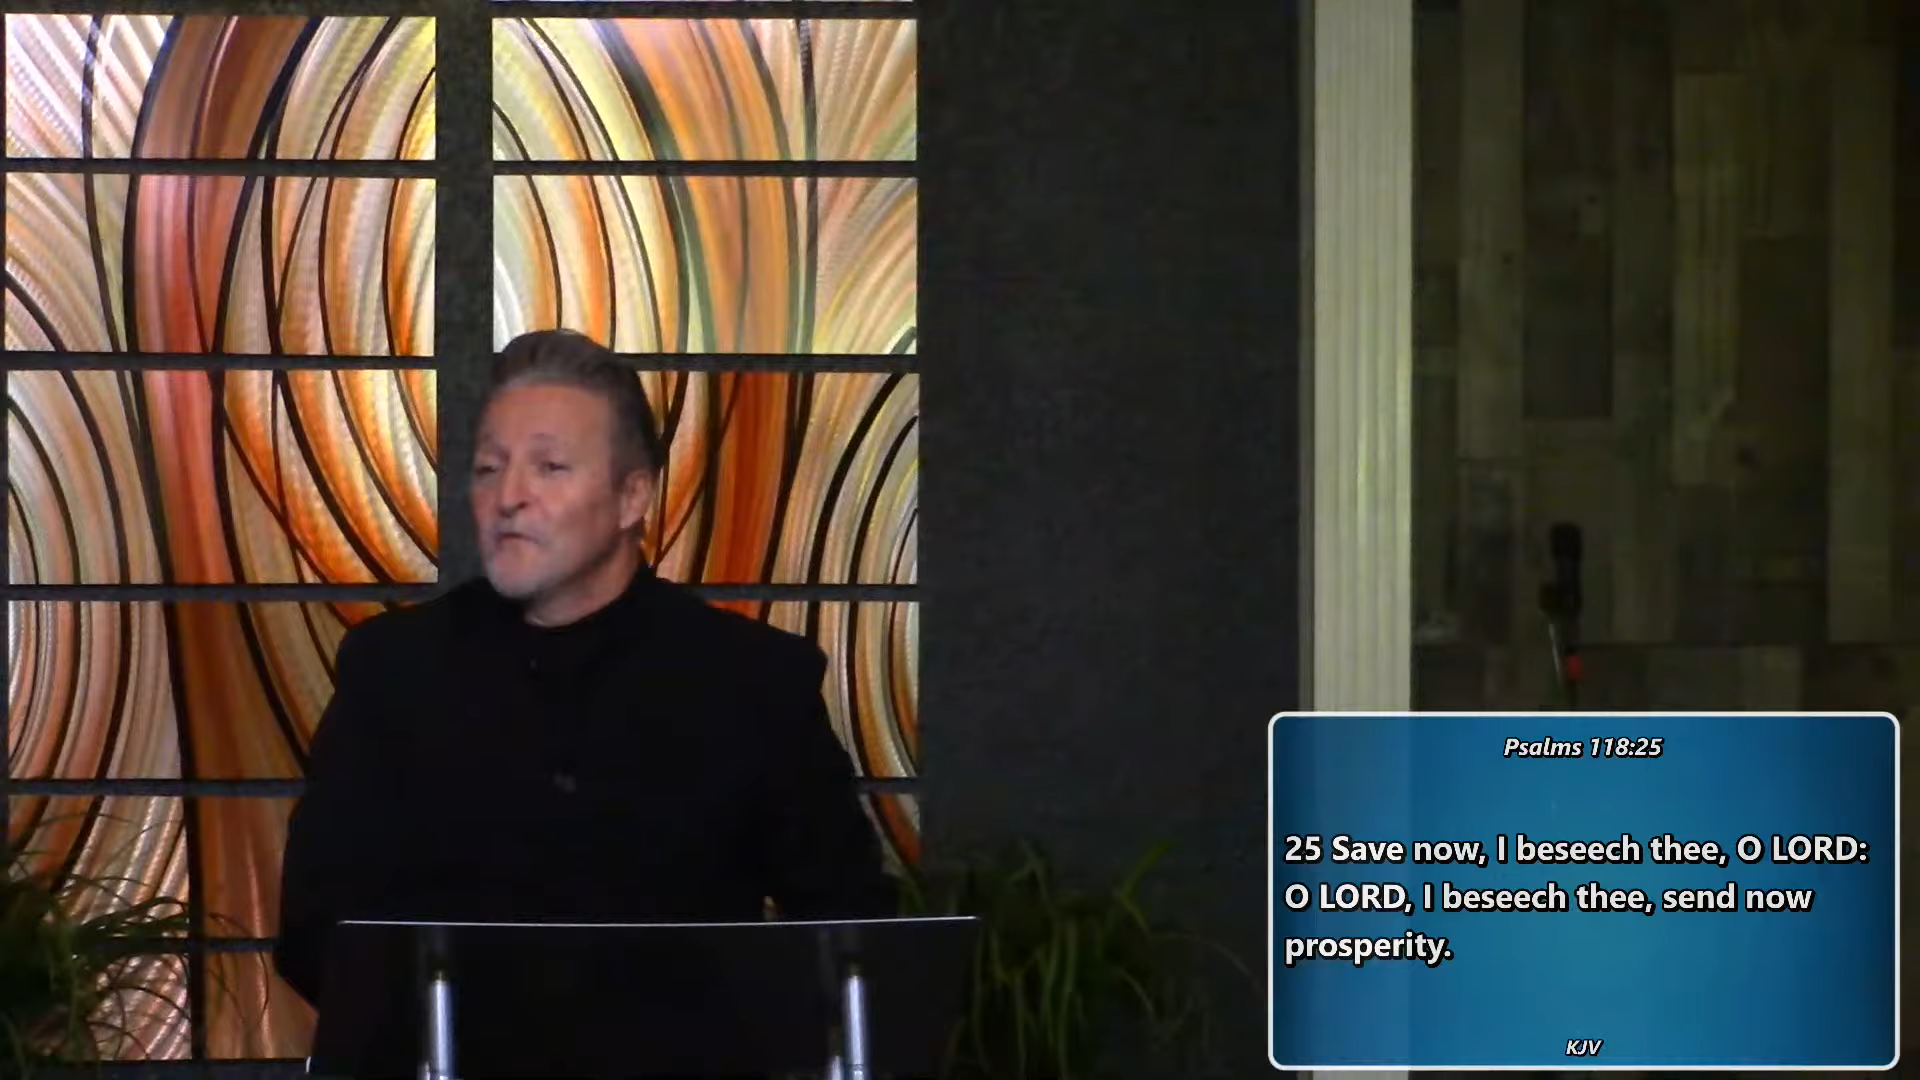 Psalms 118:25
25 Save now, I beseech thee, O LORD:
O LORD, I beseech thee, send now
prosperity.
KJV